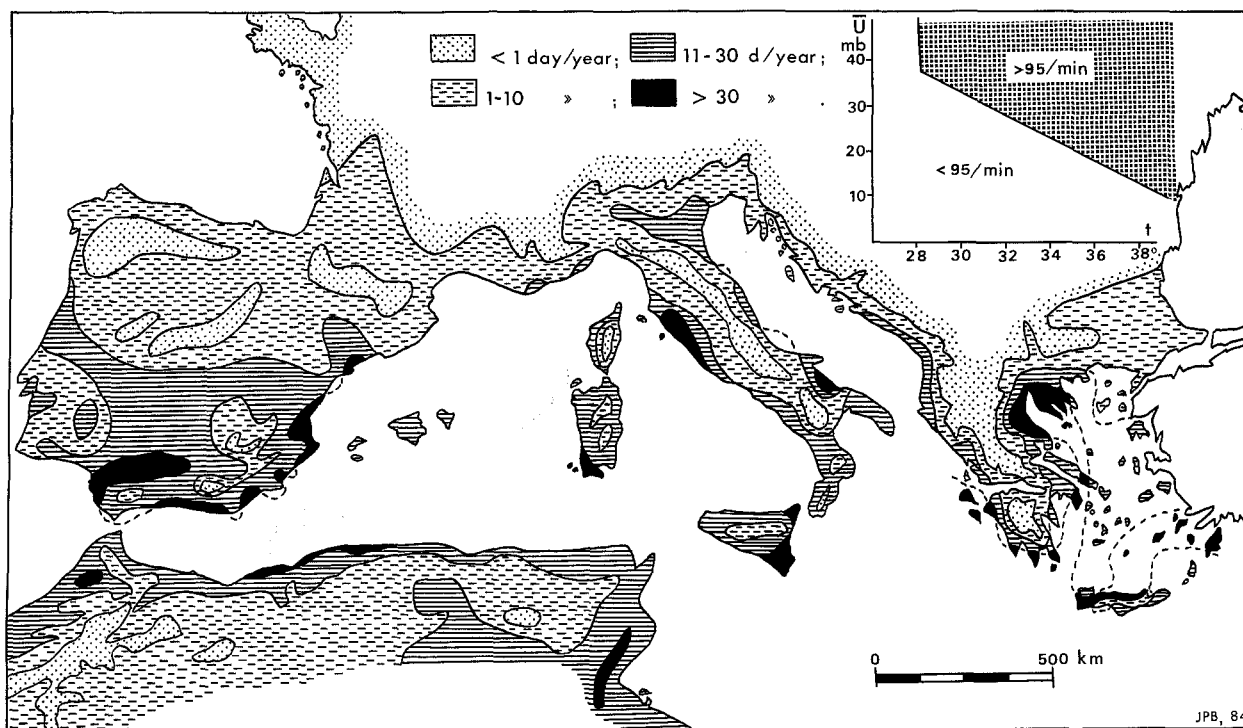 < 1 day/year; 11-30 d/year;
1-10 » ; > 30 » .
U̅
mb
40
30
20
10
>95/min
<95/min
t
28 30 32 34 36 38°
0 500 km
JPB, 84